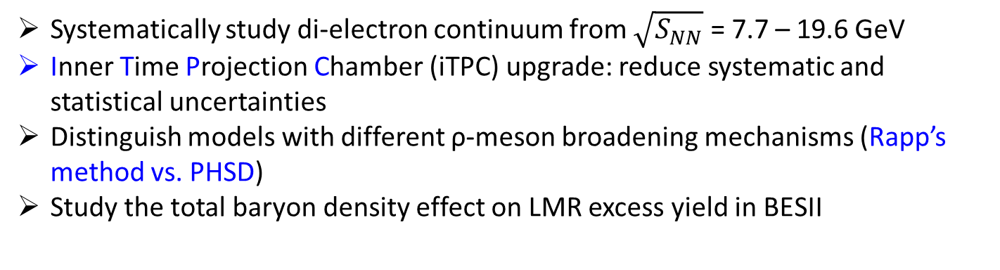 ➢ Systematically study di-electron continuum from √S_NN = 7.7 – 19.6 GeV
➢ Inner Time Projection Chamber (iTPC) upgrade: reduce systematic and
statistical uncertainties
➢ Distinguish models with different ρ-meson broadening mechanisms (Rapp's
method vs. PHSD)
➢ Study the total baryon density effect on LMR excess yield in BESII